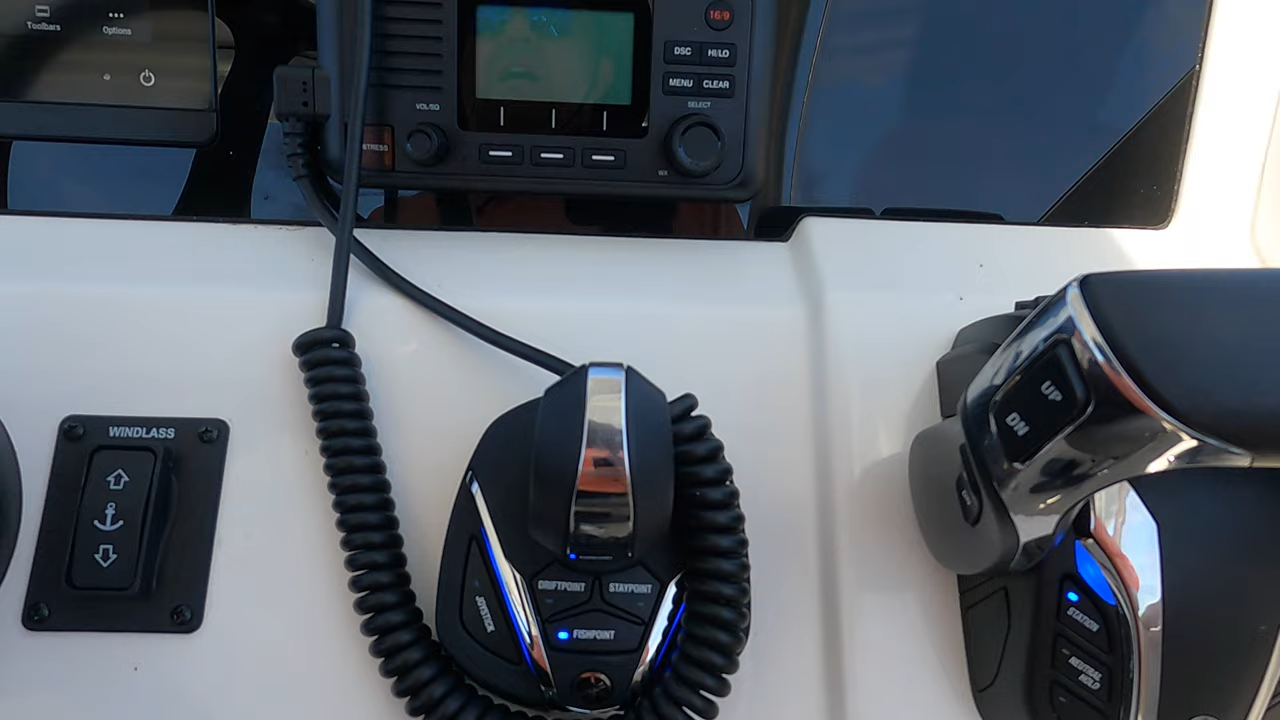 Toolbars
Options
16/9
DSC
HI/LO
MENU
CLEAR
VOL/SQ
SELECT
STRESS
WX
WINDLASS
UP
DN
DRIFTPOINT
STAYPOINT
JOYSTICK
FISHPOINT
STATION
NEUTRAL
HOLD